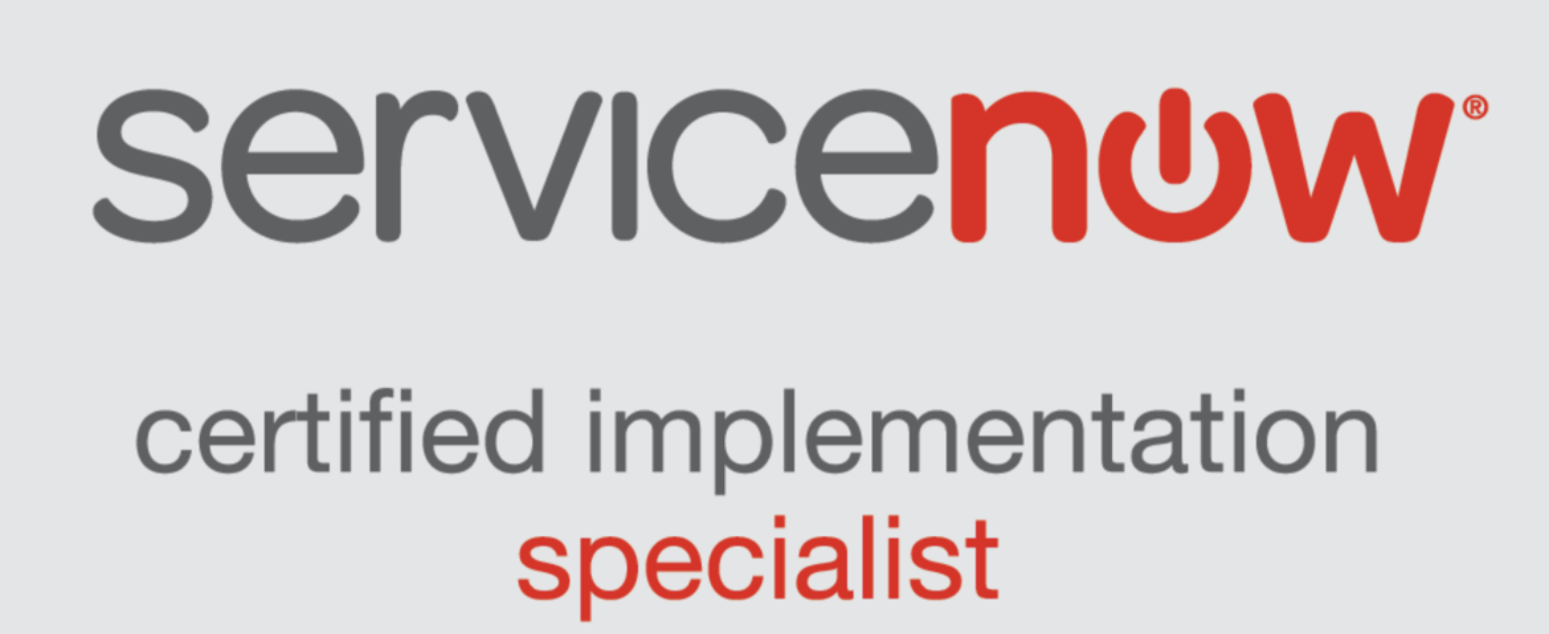 servicenow®
certified implementation
specialist